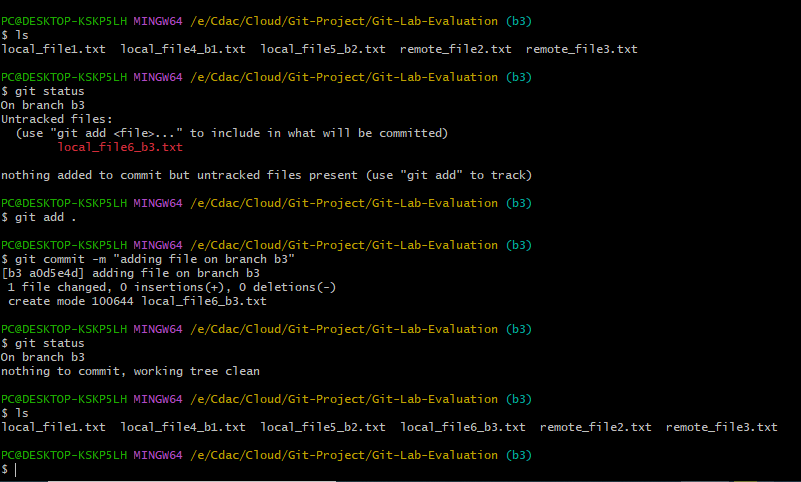 PC@DESKTOP-KSKP5LH MINGW64 /e/Cdac/Cloud/Git-Project/Git-Lab-Evaluation (b3)
$ ls
local_file1.txt  local_file4_b1.txt  local_file5_b2.txt  remote_file2.txt  remote_file3.txt

PC@DESKTOP-KSKP5LH MINGW64 /e/Cdac/Cloud/Git-Project/Git-Lab-Evaluation (b3)
$ git status
On branch b3
Untracked files:
  (use "git add <file>..." to include in what will be committed)
        local_file6_b3.txt

nothing added to commit but untracked files present (use "git add" to track)

PC@DESKTOP-KSKP5LH MINGW64 /e/Cdac/Cloud/Git-Project/Git-Lab-Evaluation (b3)
$ git add .

PC@DESKTOP-KSKP5LH MINGW64 /e/Cdac/Cloud/Git-Project/Git-Lab-Evaluation (b3)
$ git commit -m "adding file on branch b3"
[b3 a0d5e4d] adding file on branch b3
 1 file changed, 0 insertions(+), 0 deletions(-)
 create mode 100644 local_file6_b3.txt

PC@DESKTOP-KSKP5LH MINGW64 /e/Cdac/Cloud/Git-Project/Git-Lab-Evaluation (b3)
$ git status
On branch b3
nothing to commit, working tree clean

PC@DESKTOP-KSKP5LH MINGW64 /e/Cdac/Cloud/Git-Project/Git-Lab-Evaluation (b3)
$ ls
local_file1.txt  local_file4_b1.txt  local_file5_b2.txt  local_file6_b3.txt  remote_file2.txt  remote_file3.txt

PC@DESKTOP-KSKP5LH MINGW64 /e/Cdac/Cloud/Git-Project/Git-Lab-Evaluation (b3)
$